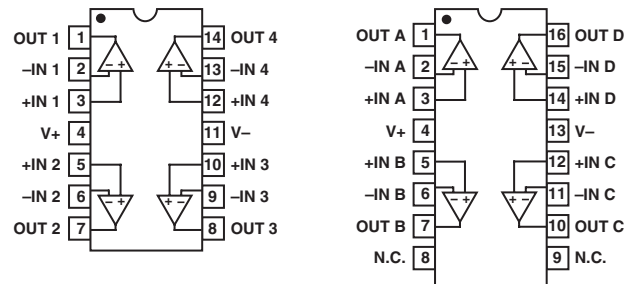 OUT 1 1 14 OUT 4
–IN 1 2 – + + – 13 –IN 4
+IN 1 3 12 +IN 4
V+ 4 11 V–
+IN 2 5 10 +IN 3
–IN 2 6 – + + – 9 –IN 3
OUT 2 7 8 OUT 3
OUT A 1 16 OUT D
–IN A 2 – + + – 15 –IN D
+IN A 3 14 +IN D
V+ 4 13 V–
+IN B 5 12 +IN C
–IN B 6 – + + – 11 –IN C
OUT B 7 10 OUT C
N.C. 8 9 N.C.